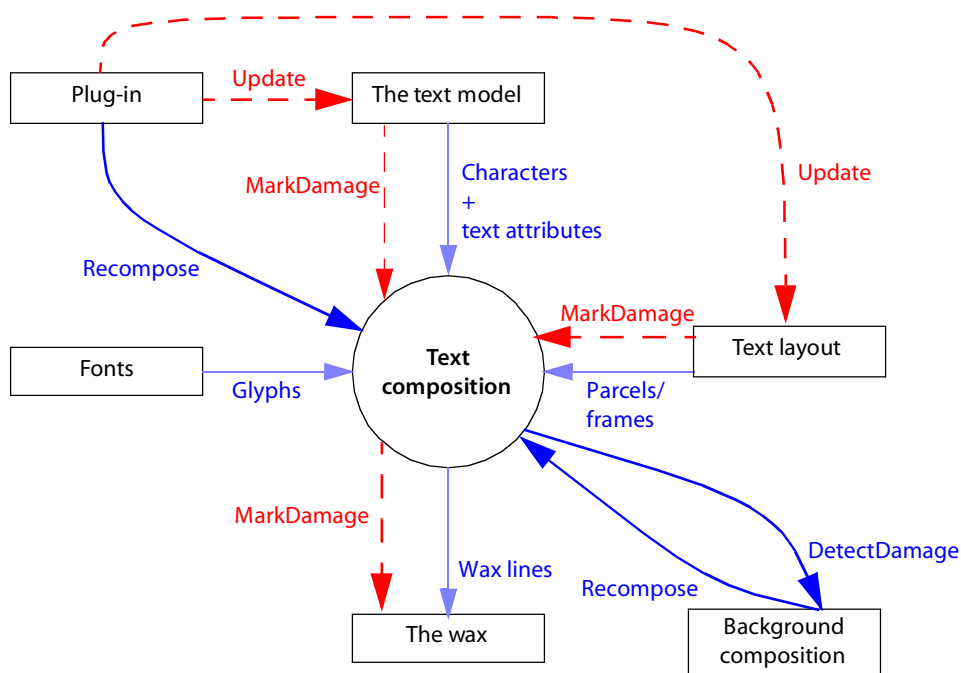 Update
Plug-in
The text model
MarkDamage
Characters
+
text attributes
Update
Recompose
MarkDamage
Text layout
Fonts
Glyphs
Text
composition
Parcels/
frames
MarkDamage
DetectDamage
Wax lines
Recompose
The wax
Background
composition